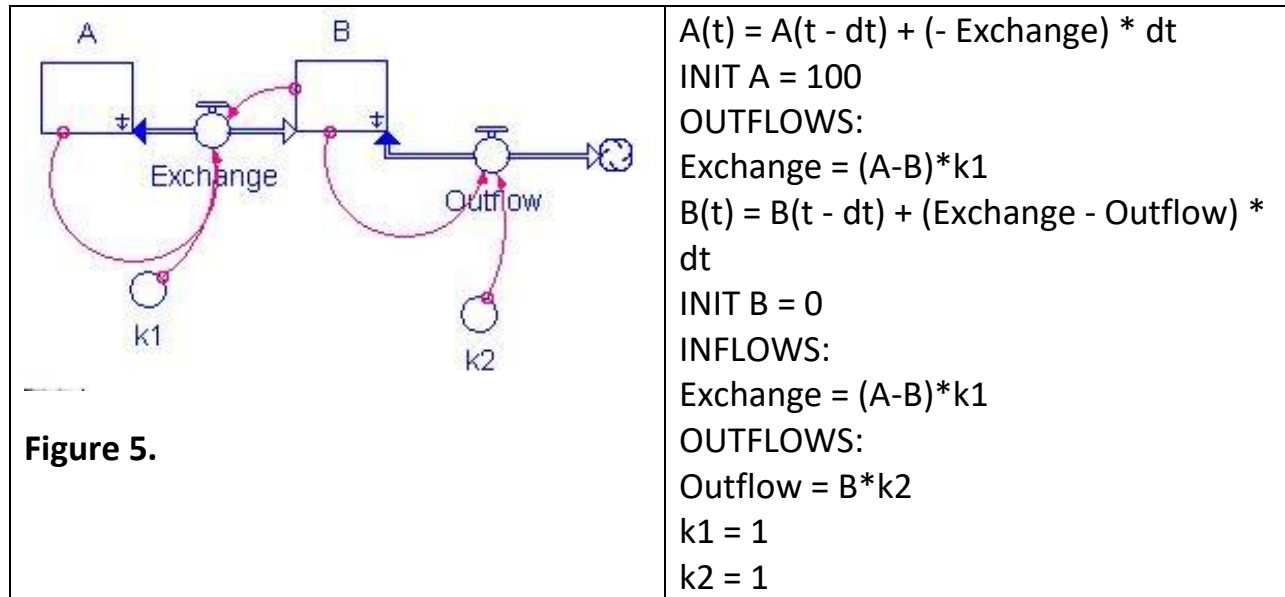 A
B
Exchange
Outflow
k1
k2
Figure 5.
A(t) = A(t - dt) + (- Exchange) * dt
INIT A = 100
OUTFLOWS:
Exchange = (A-B)*k1
B(t) = B(t - dt) + (Exchange - Outflow) *
dt
INIT B = 0
INFLOWS:
Exchange = (A-B)*k1
OUTFLOWS:
Outflow = B*k2
k1 = 1
k2 = 1